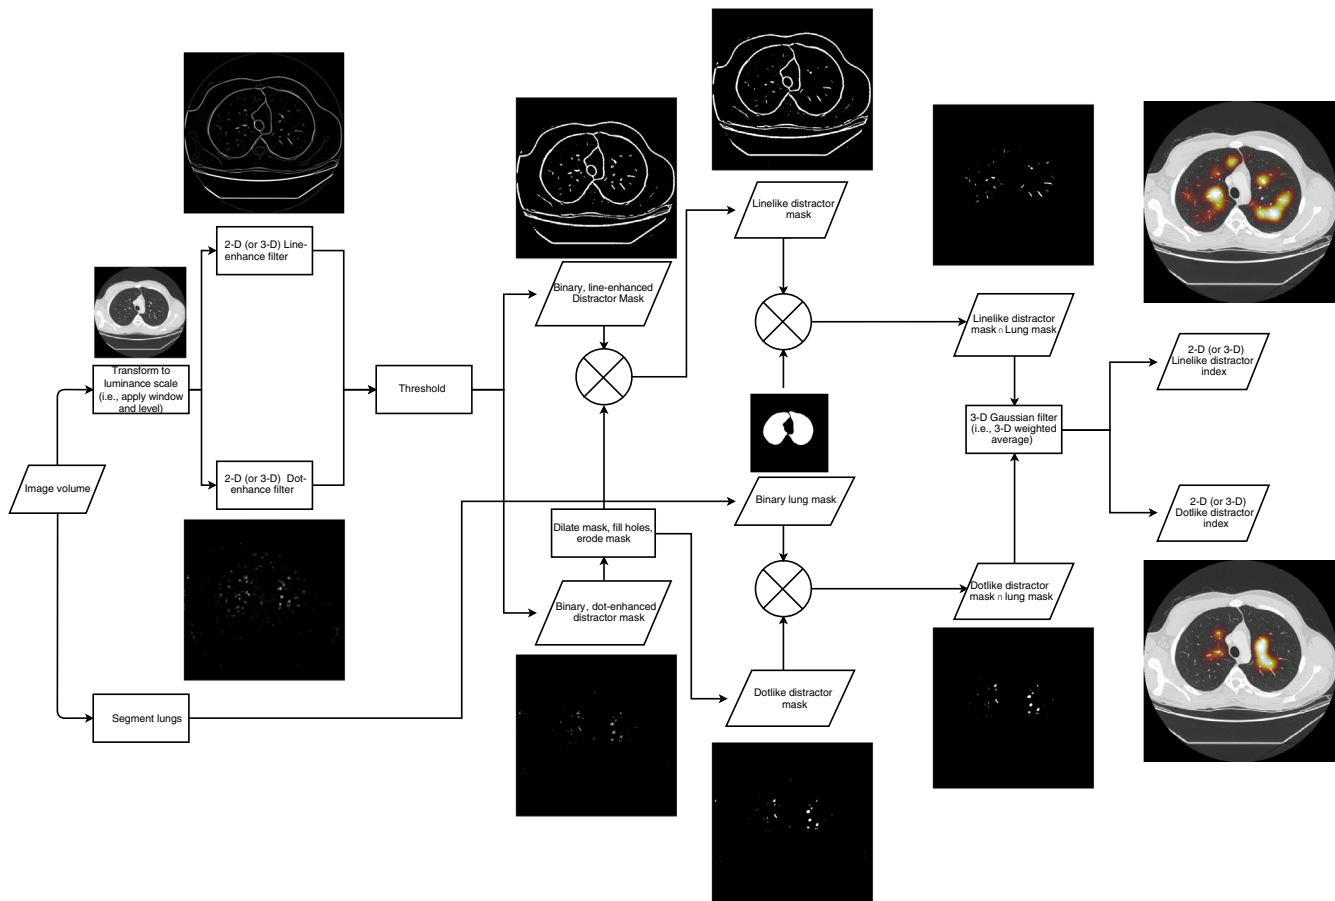 2-D (or 3-D) Line-
enhance filter
Transform to
luminance scale
(i.e., apply window
and level)
Image volume
2-D (or 3-D) Dot-
enhance filter
Segment lungs
Threshold
Binary, line-enhanced
Distractor Mask
Dilate mask, fill holes,
erode mask
Binary, dot-enhanced
distractor mask
Linelike distractor
mask
Binary lung mask
Dotlike distractor
mask
Linelike distractor
mask ∩ Lung mask
3-D Gaussian filter
(i.e., 3-D weighted
average)
Dotlike distractor
mask ∩ lung mask
2-D (or 3-D)
Linelike distractor
index
2-D (or 3-D)
Dotlike distractor
index